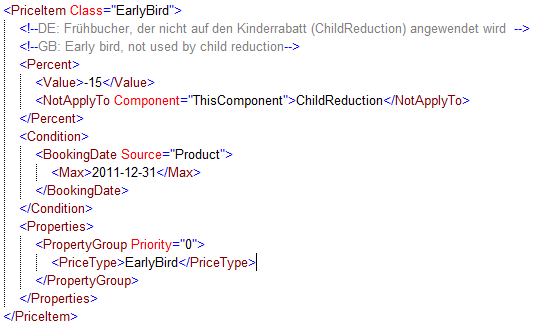 <PriceItem Class="EarlyBird">
<!--DE: Frühbucher, der nicht auf den Kinderrabatt (ChildReduction) angewendet wird -->
<!--GB: Early bird, not used by child reduction-->
<Percent>
<Value>-15</Value>
<NotApplyTo Component="ThisComponent">ChildReduction</NotApplyTo>
</Percent>
<Condition>
<BookingDate Source="Product">
<Max>2011-12-31</Max>
</BookingDate>
</Condition>
<Properties>
<PropertyGroup Priority="0">
<PriceType>EarlyBird</PriceType>
</PropertyGroup>
</Properties>
</PriceItem>